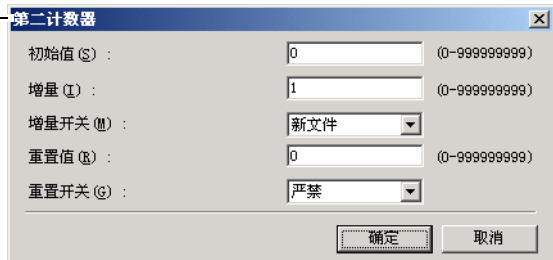 第二计数器
初始值(S) : 0 (0-999999999)
增量(I) : 1 (0-999999999)
增量开关(M) : 新文件
重置值(R) : 0 (0-999999999)
重置开关(G) : 严禁
确定 取消